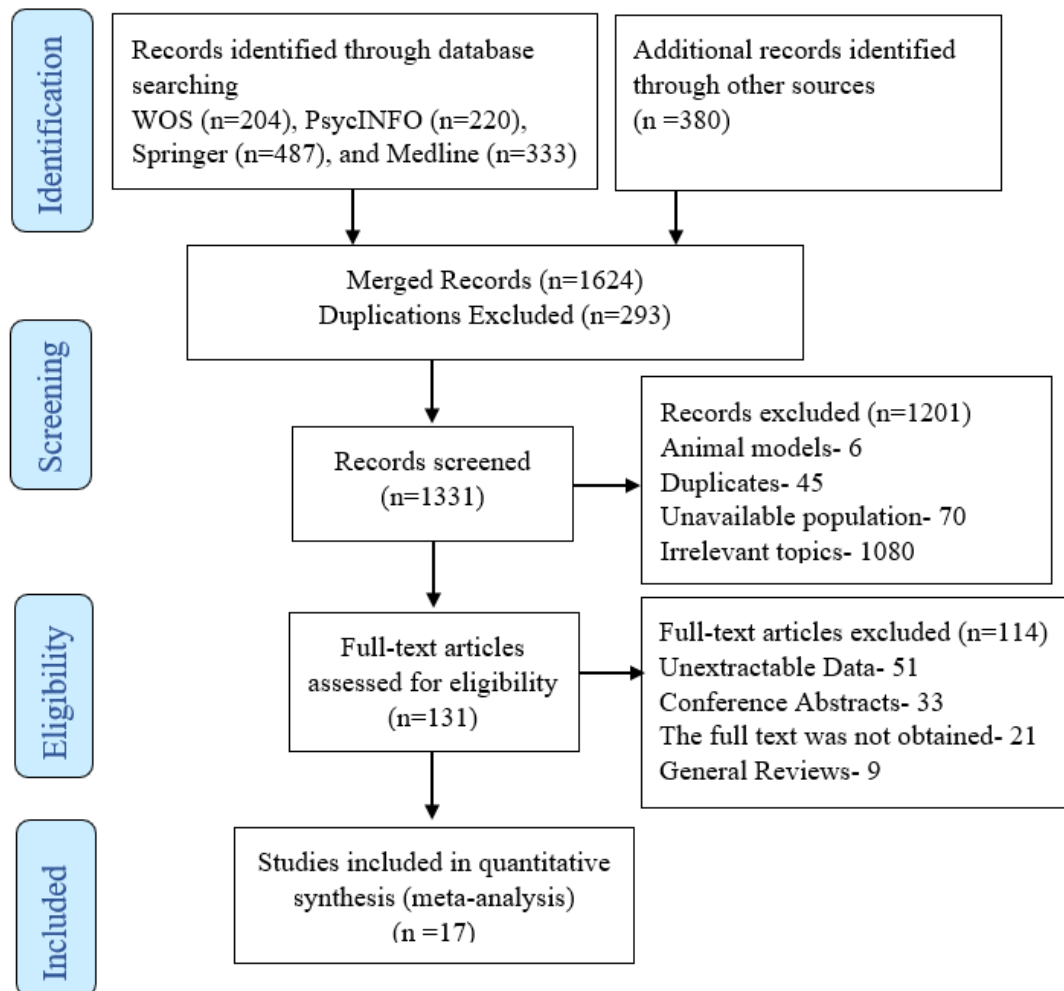 Identification
Records identified through database
searching
WOS (n=204), PsycINFO (n=220),
Springer (n=487), and Medline (n=333)
Additional records identified
through other sources
(n =380)
Merged Records (n=1624)
Duplications Excluded (n=293)
Screening
Records screened
(n=1331)
Records excluded (n=1201)
Animal models- 6
Duplicates- 45
Unavailable population- 70
Irrelevant topics- 1080
Eligibility
Full-text articles
assessed for eligibility
(n=131)
Full-text articles excluded (n=114)
Unextractable Data- 51
Conference Abstracts- 33
The full text was not obtained- 21
General Reviews- 9
Included
Studies included in quantitative
synthesis (meta-analysis)
(n =17)